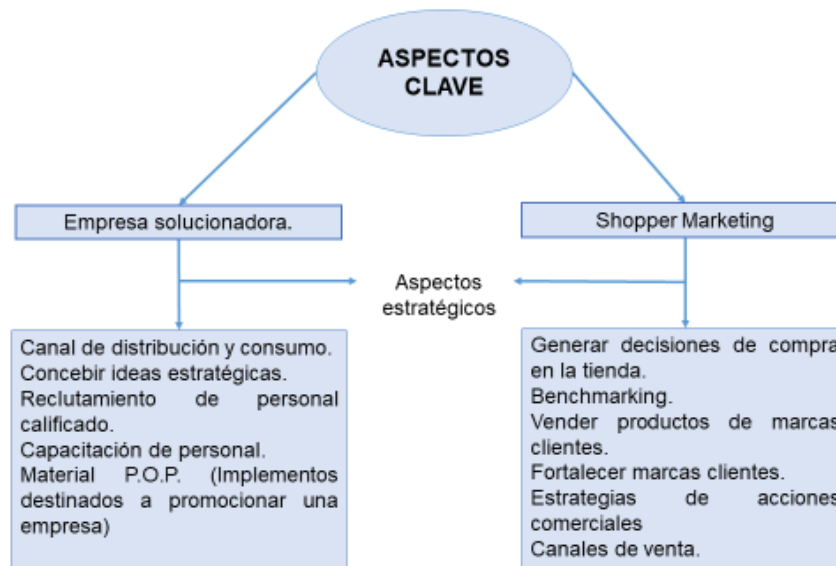 ASPECTOS
CLAVE
Empresa solucionadora.
Shopper Marketing
Aspectos
estratégicos
Canal de distribución y consumo.
Concebir ideas estratégicas.
Reclutamiento de personal
calificado.
Capacitación de personal.
Material P.O.P. (Implementos
destinados a promocionar una
empresa)
Generar decisiones de compra
en la tienda.
Benchmarking.
Vender productos de marcas
clientes.
Fortalecer marcas clientes.
Estrategias de acciones
comerciales
Canales de venta.